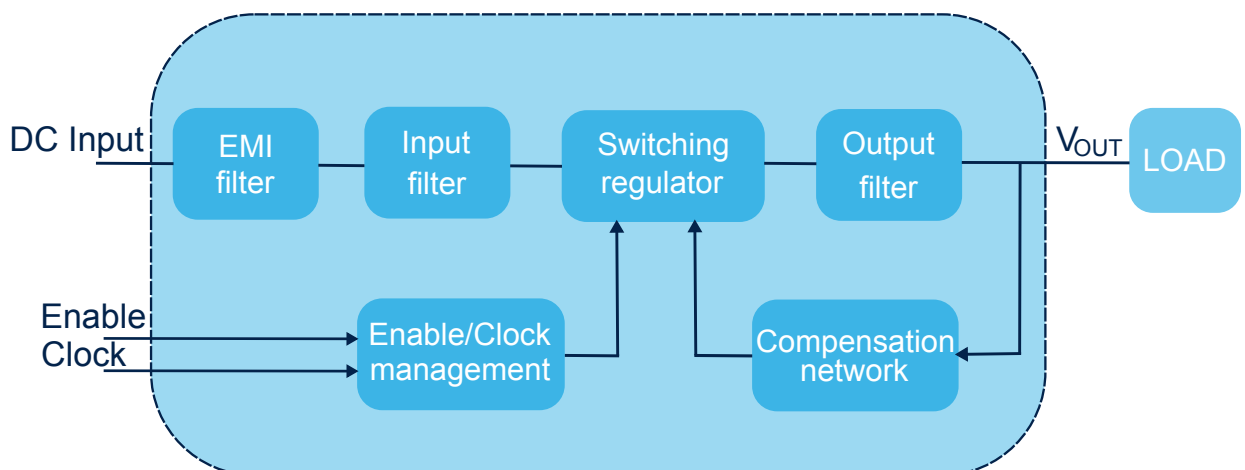 DC Input
EMI
filter
Input
filter
Switching
regulator
Output
filter
VOUT
LOAD
Enable
Clock
Enable/Clock
management
Compensation
network